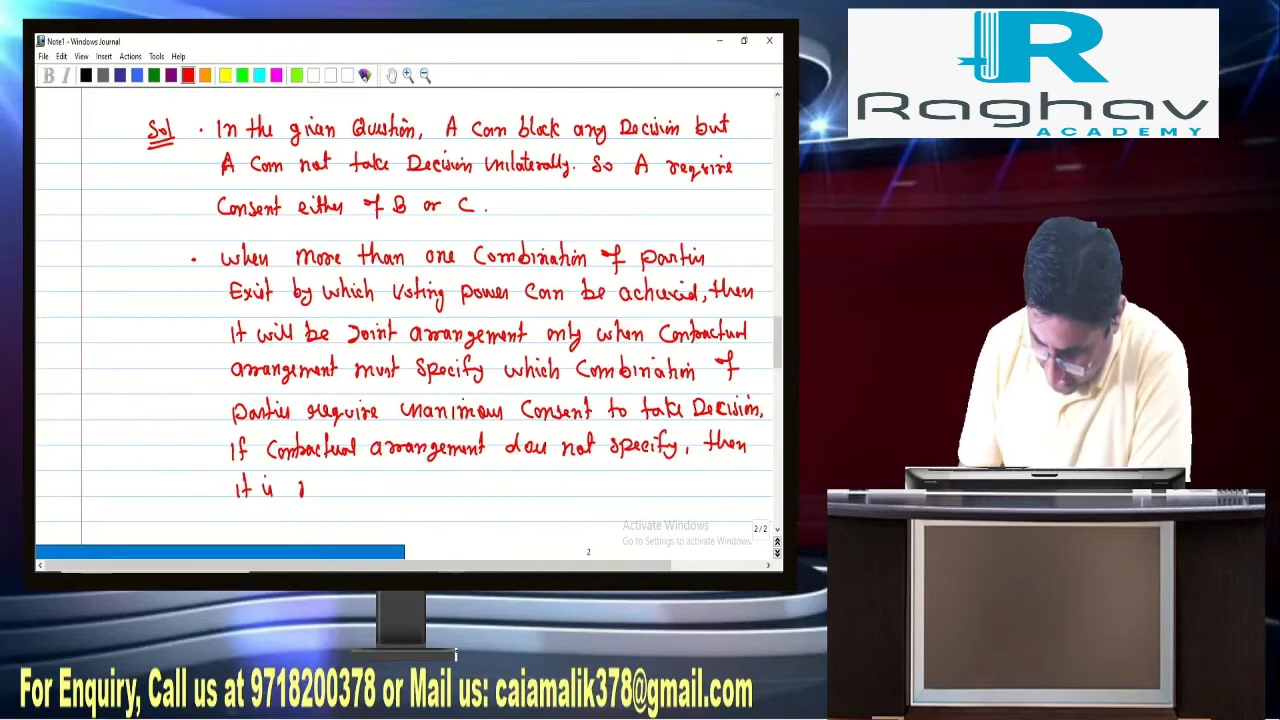 Note1 - Windows Journal
File Edit View Insert Actions Tools Help
B I
Sol . In the given Question, A can block any Decision but
A can not take Decision Unilaterally. So A require
Consent either of B or C.
. When more than one Combination of parties
Exist by which Voting power can be achieved, then
It will be Joint arrangement only when Contractual
arrangement must specify which Combination of
parties require unanimous Consent to take Decision.
If Contractual arrangement does not specify, then
It is
Activate Windows
Go to Settings to activate Windows.
2/2
2
R
Raghav
ACADEMY
For Enquiry, Call us at 9718200378 or Mail us: caiamalik378@gmail.com